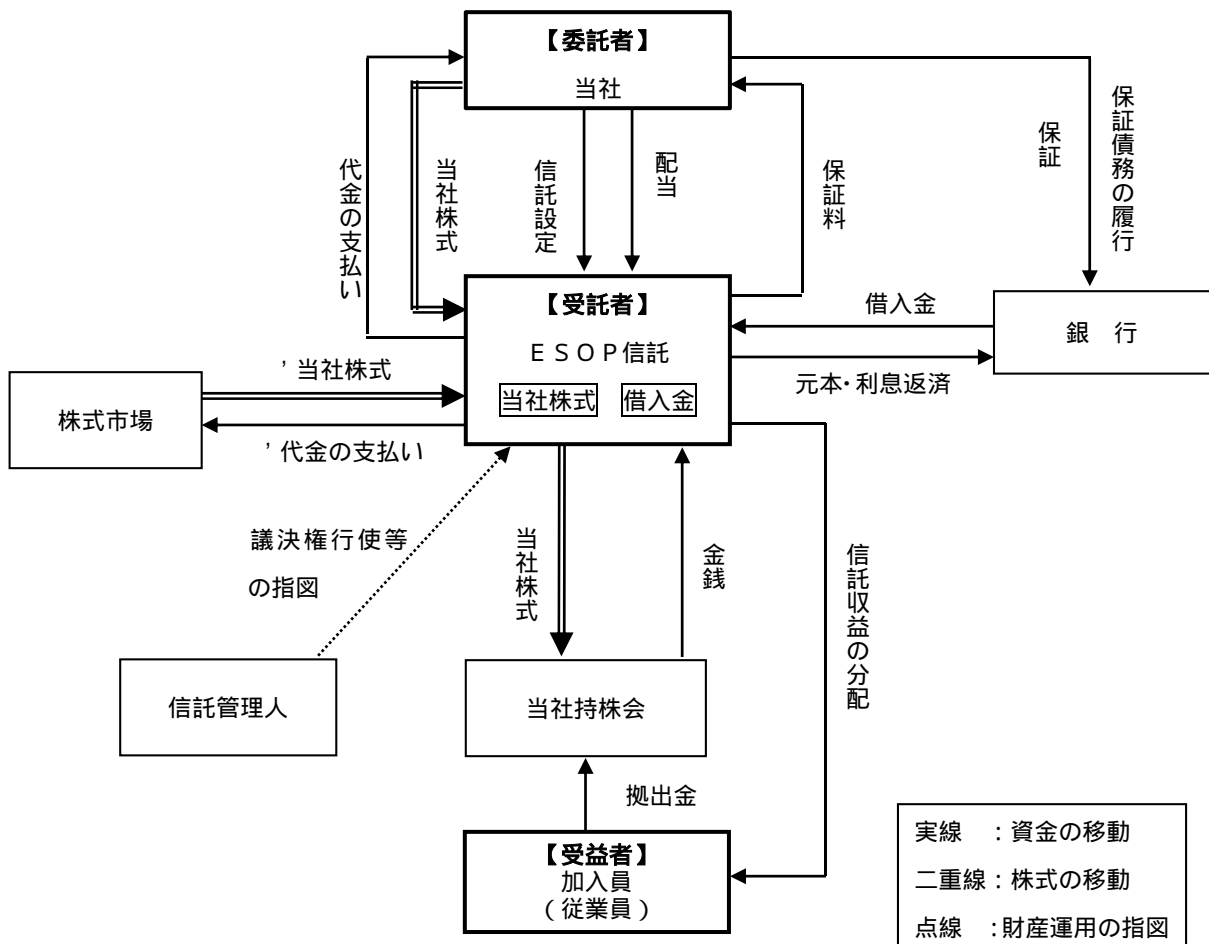 【委託者】
当社
代金の支払い
当社株式
信託設定
配当
保証料
保証
保証債務の履行
【受託者】
ESOP信託
当社株式 借入金
借入金
元本・利息返済
銀 行
株式市場
’当社株式
’代金の支払い
議決権行使等
の指図
信託管理人
当社株式
金銭
信託収益の分配
当社持株会
拠出金
【受益者】
加入員
(従業員)
実線 :資金の移動
二重線:株式の移動
点線 :財産運用の指図